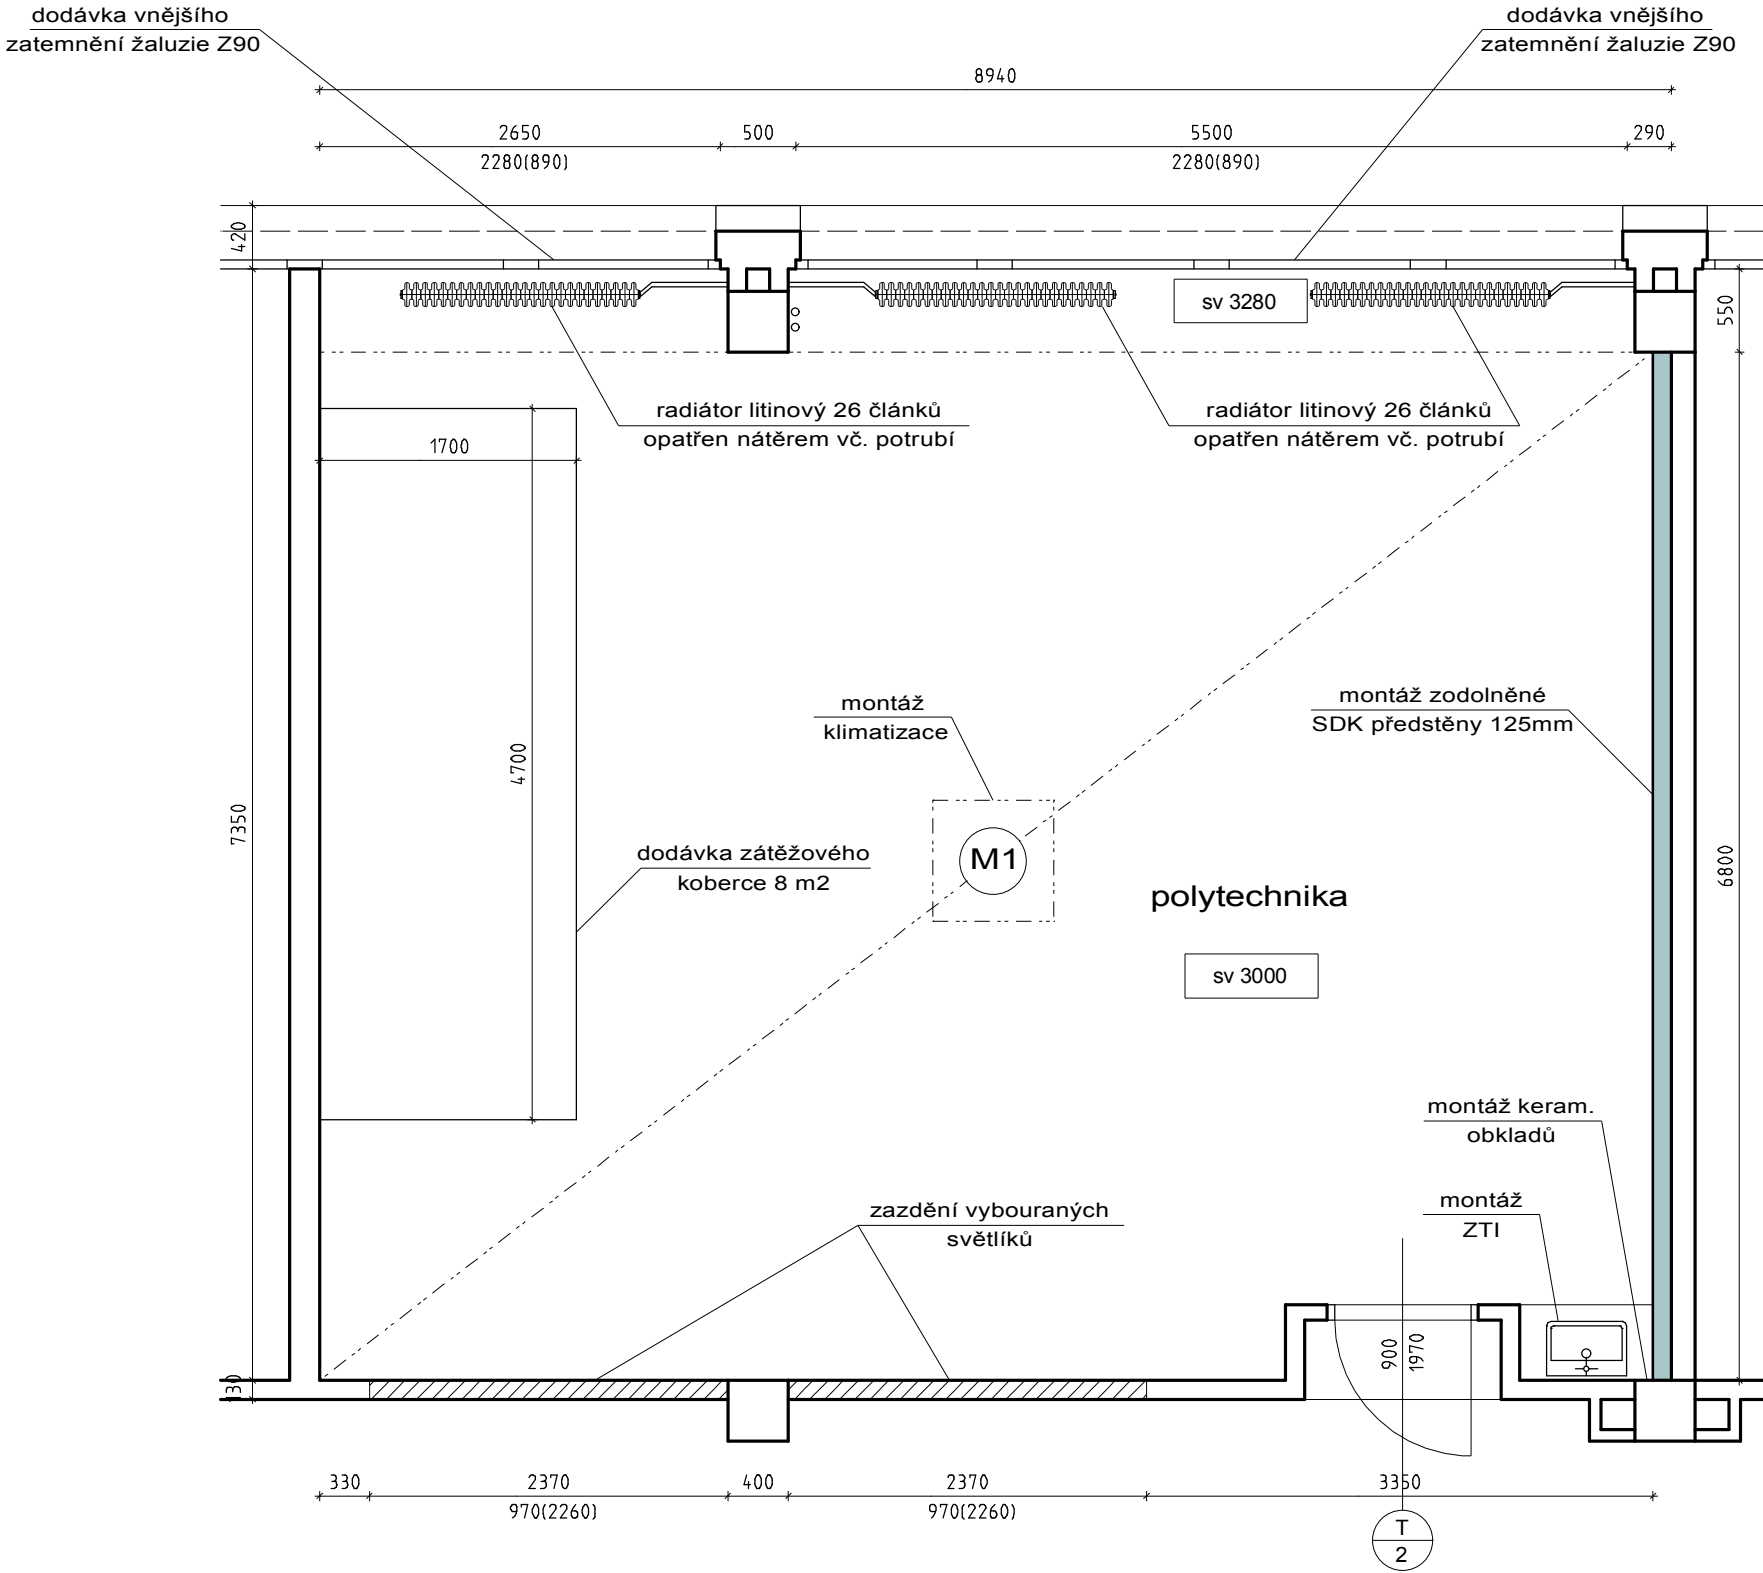 dodávka vnějšího
zatemnění žaluzie Z90
dodávka vnějšího
zatemnění žaluzie Z90
8940
2650
2280(890)
500
5500
2280(890)
290
420
sv 3280
550
radiátor litinový 26 článků
opatřen nátěrem vč. potrubí
radiátor litinový 26 článků
opatřen nátěrem vč. potrubí
1700
4700
montáž
klimatizace
montáž zodolněné
SDK předstěny 125mm
7350
dodávka zátěžového
koberce 8 m2
M1
polytechnika
6800
sv 3000
montáž keram.
obkladů
montáž
ZTI
zazdění vybouraných
světlíků
900
1970
130
330
2370
970(2260)
400
2370
970(2260)
3350
T
2